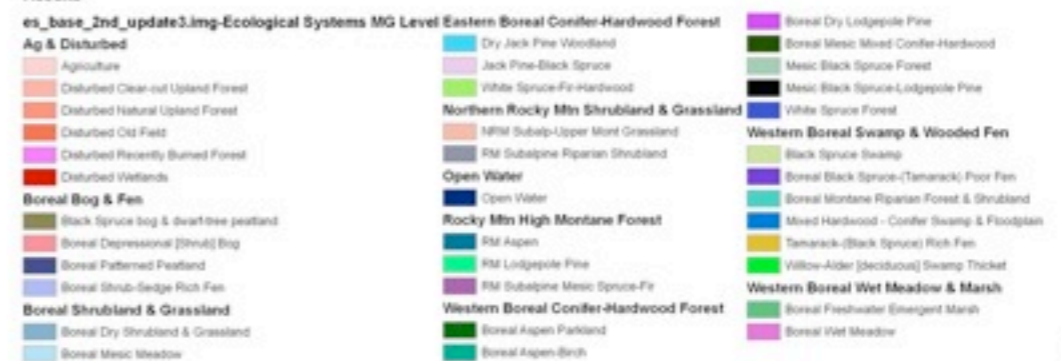 es_base_2nd_update3.img-Ecological Systems MG Level
Ag & Disturbed
Agriculture
Disturbed Clear-cut Upland Forest
Disturbed Natural Upland Forest
Disturbed Old Field
Disturbed Recently Burned Forest
Disturbed Wetlands
Boreal Bog & Fen
Black Spruce bog & dwarf-tree peatland
Boreal Depressional [Shrub] Bog
Boreal Patterned Peatland
Boreal Shrub-Sedge Rich Fen
Boreal Shrubland & Grassland
Boreal Dry Shrubland & Grassland
Boreal Mesic Meadow
Eastern Boreal Conifer-Hardwood Forest
Dry Jack Pine Woodland
Jack Pine-Black Spruce
White Spruce-Fir-Hardwood
Northern Rocky Mtn Shrubland & Grassland
NRM Subalp-Upper Mont Grassland
RM Subalpine Riparian Shrubland
Open Water
Open Water
Rocky Mtn High Montane Forest
RM Aspen
RM Lodgepole Pine
RM Subalpine Mesic Spruce-Fir
Western Boreal Conifer-Hardwood Forest
Boreal Aspen Parkland
Boreal Aspen-Birch
Boreal Dry Lodgepole Pine
Boreal Mesic Mixed Conifer-Hardwood
Mesic Black Spruce Forest
Mesic Black Spruce-Lodgepole Pine
White Spruce Forest
Western Boreal Swamp & Wooded Fen
Black Spruce Swamp
Boreal Black Spruce-(Tamarack) Poor Fen
Boreal Montane Riparian Forest & Shrubland
Mixed Hardwood - Conifer Swamp & Floodplain
Tamarack-(Black Spruce) Rich Fen
Willow-Alder [deciduous] Swamp Thicket
Western Boreal Wet Meadow & Marsh
Boreal Freshwater Emergent Marsh
Boreal Wet Meadow